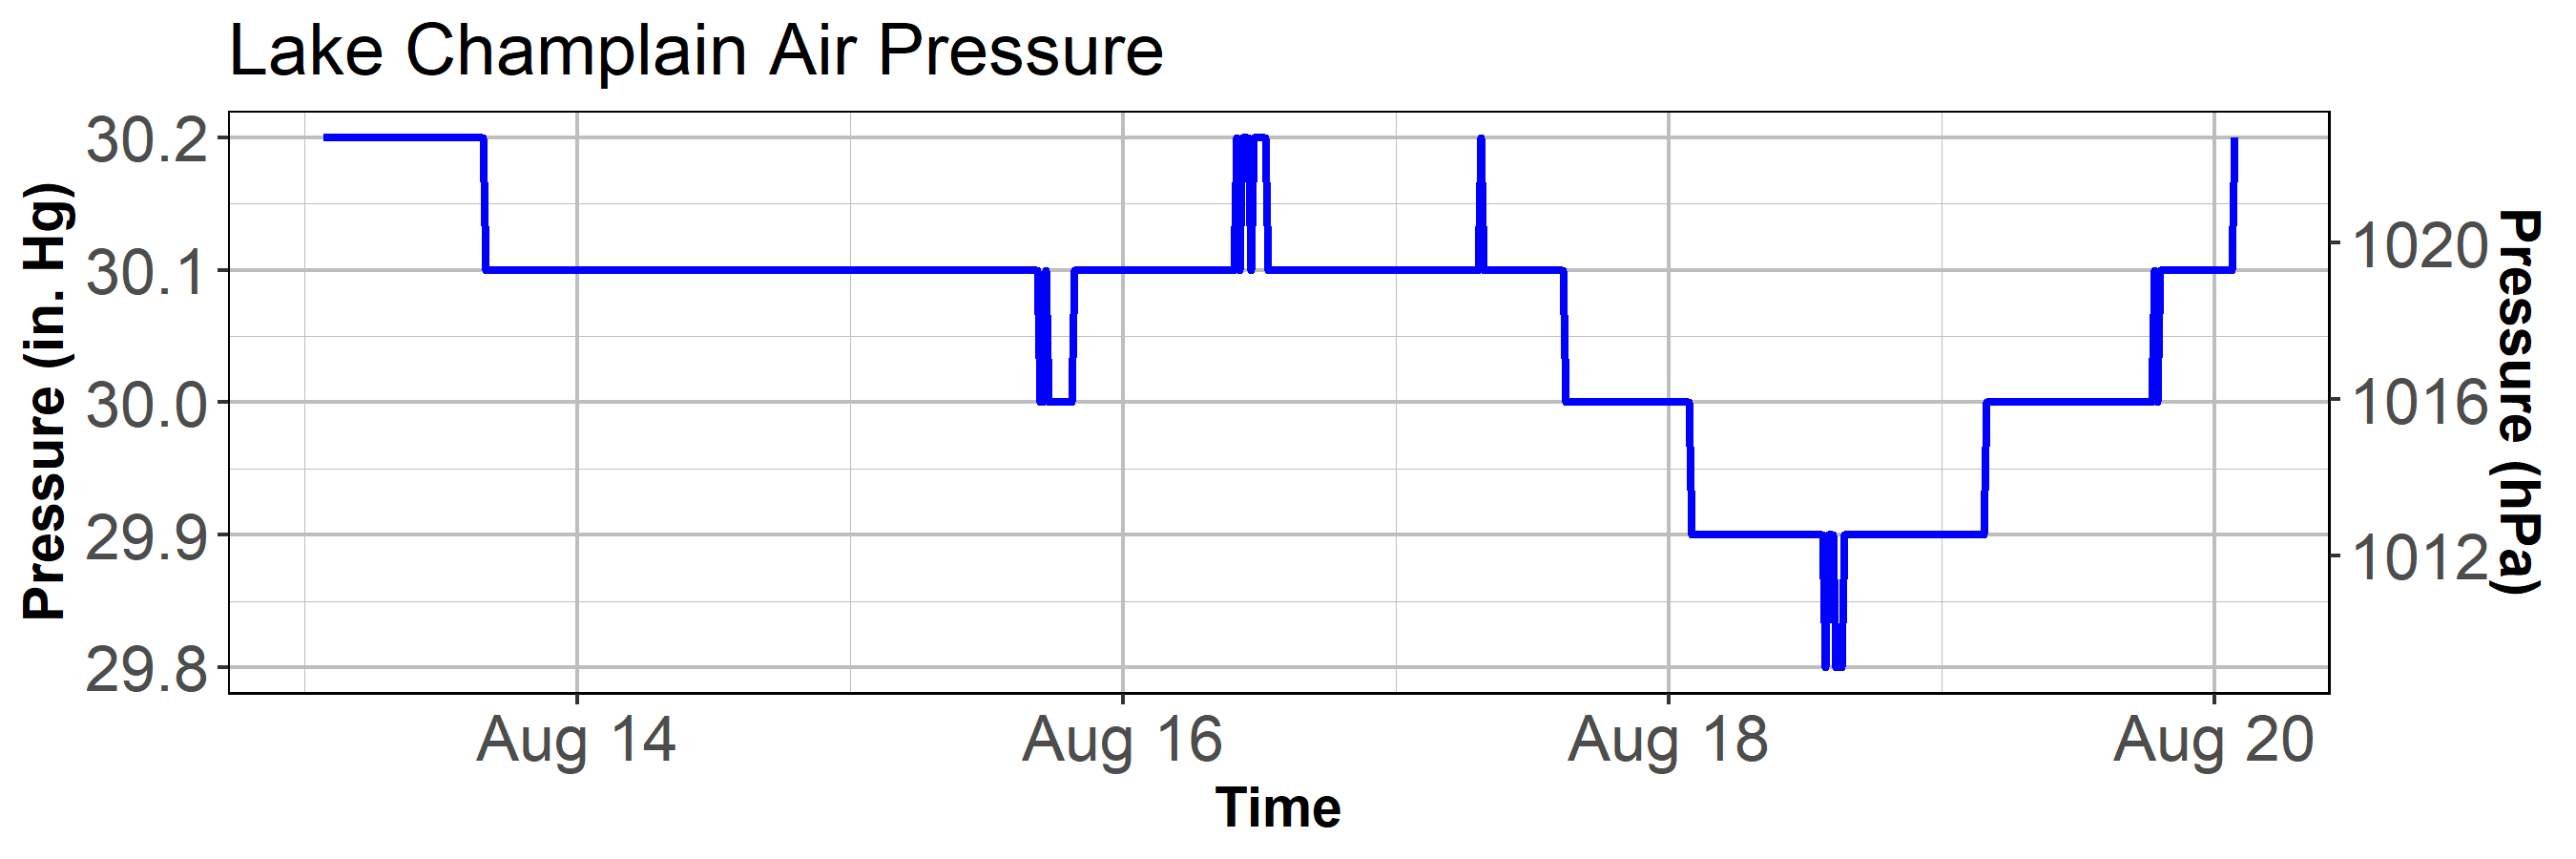 Lake Champlain Air Pressure
Pressure (in. Hg)
30.2
30.1
30.0
29.9
29.8
1020
1016
1012
Pressure (hPa)
Aug 14 Aug 16 Aug 18 Aug 20
Time